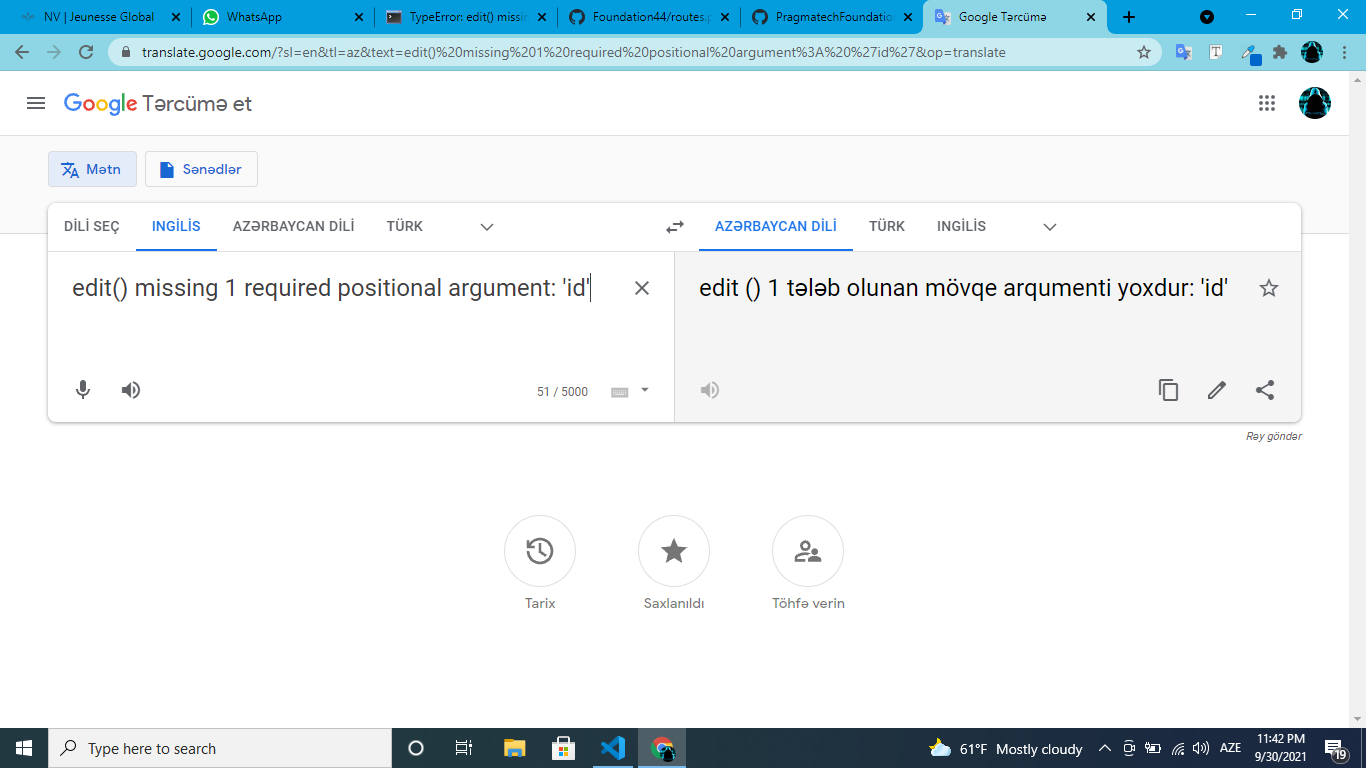 NV | Jeunesse Global
WhatsApp
TypeError: edit() missin
Foundation44/routes.p
PragmatechFoundatio
Google Tərcümə
translate.google.com/?sl=en&tl=az&text=edit()%20missing%201%20required%20positional%20argument%3A%20%27id%27&op=translate
Google Tərcümə et
Mətn
Sənədlər
DİLİ SEÇ
INGİLİS
AZƏRBAYCAN DİLİ
TÜRK
AZƏRBAYCAN DİLİ
TÜRK
INGİLİS
edit() missing 1 required positional argument: 'id'
edit () 1 tələb olunan mövqe arqumenti yoxdur: 'id'
51 / 5000
Rəy göndər
Tarix
Saxlanıldı
Töhfə verin
Type here to search
61°F Mostly cloudy
AZE
11:42 PM
9/30/2021
19